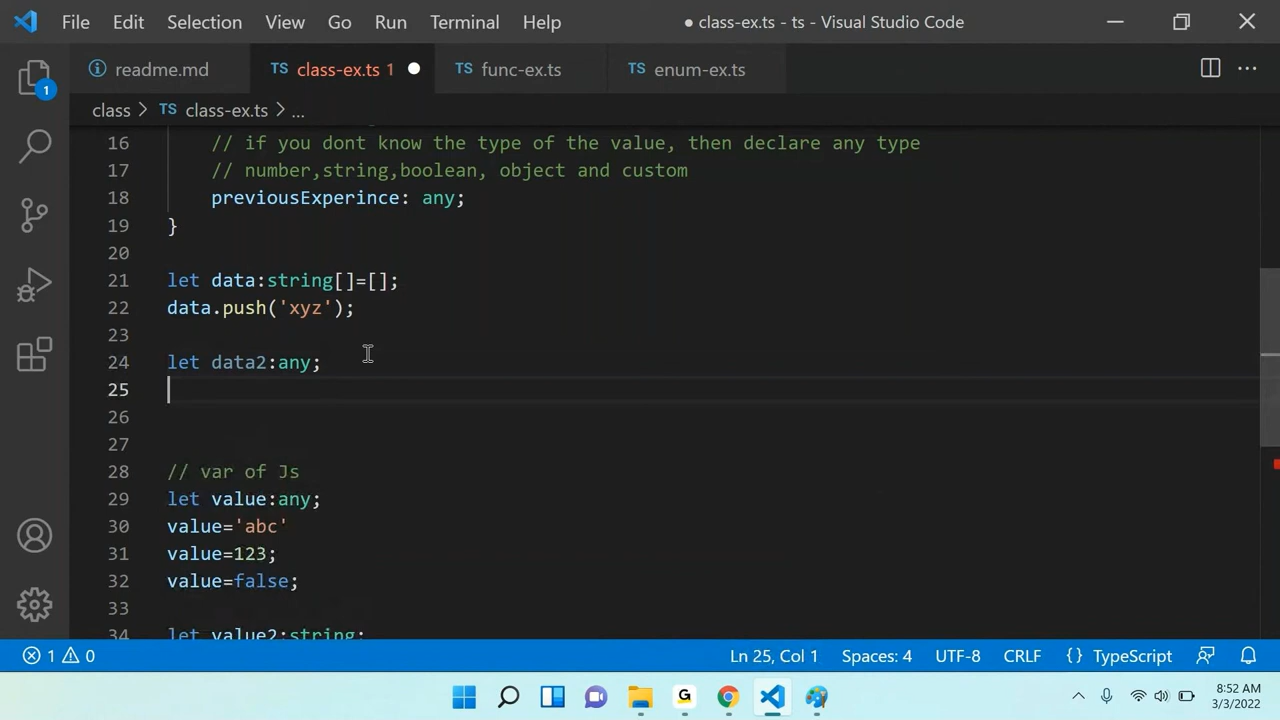 File Edit Selection View Go Run Terminal Help ● class-ex.ts - ts - Visual Studio Code
readme.md TS class-ex.ts 1 TS func-ex.ts TS enum-ex.ts
1
class > TS class-ex.ts > ...
16 // if you dont know the type of the value, then declare any type
17 // number,string,boolean, object and custom
18 previousExperince: any;
19 }
20
21 let data:string[]=[];
22 data.push('xyz');
23
24 let data2:any;
25
26
27
28 // var of Js
29 let value:any;
30 value='abc'
31 value=123;
32 value=false;
33
34 let value2:string;
1 0 Ln 25, Col 1 Spaces: 4 UTF-8 CRLF {} TypeScript
G 8:52 AM
3/3/2022